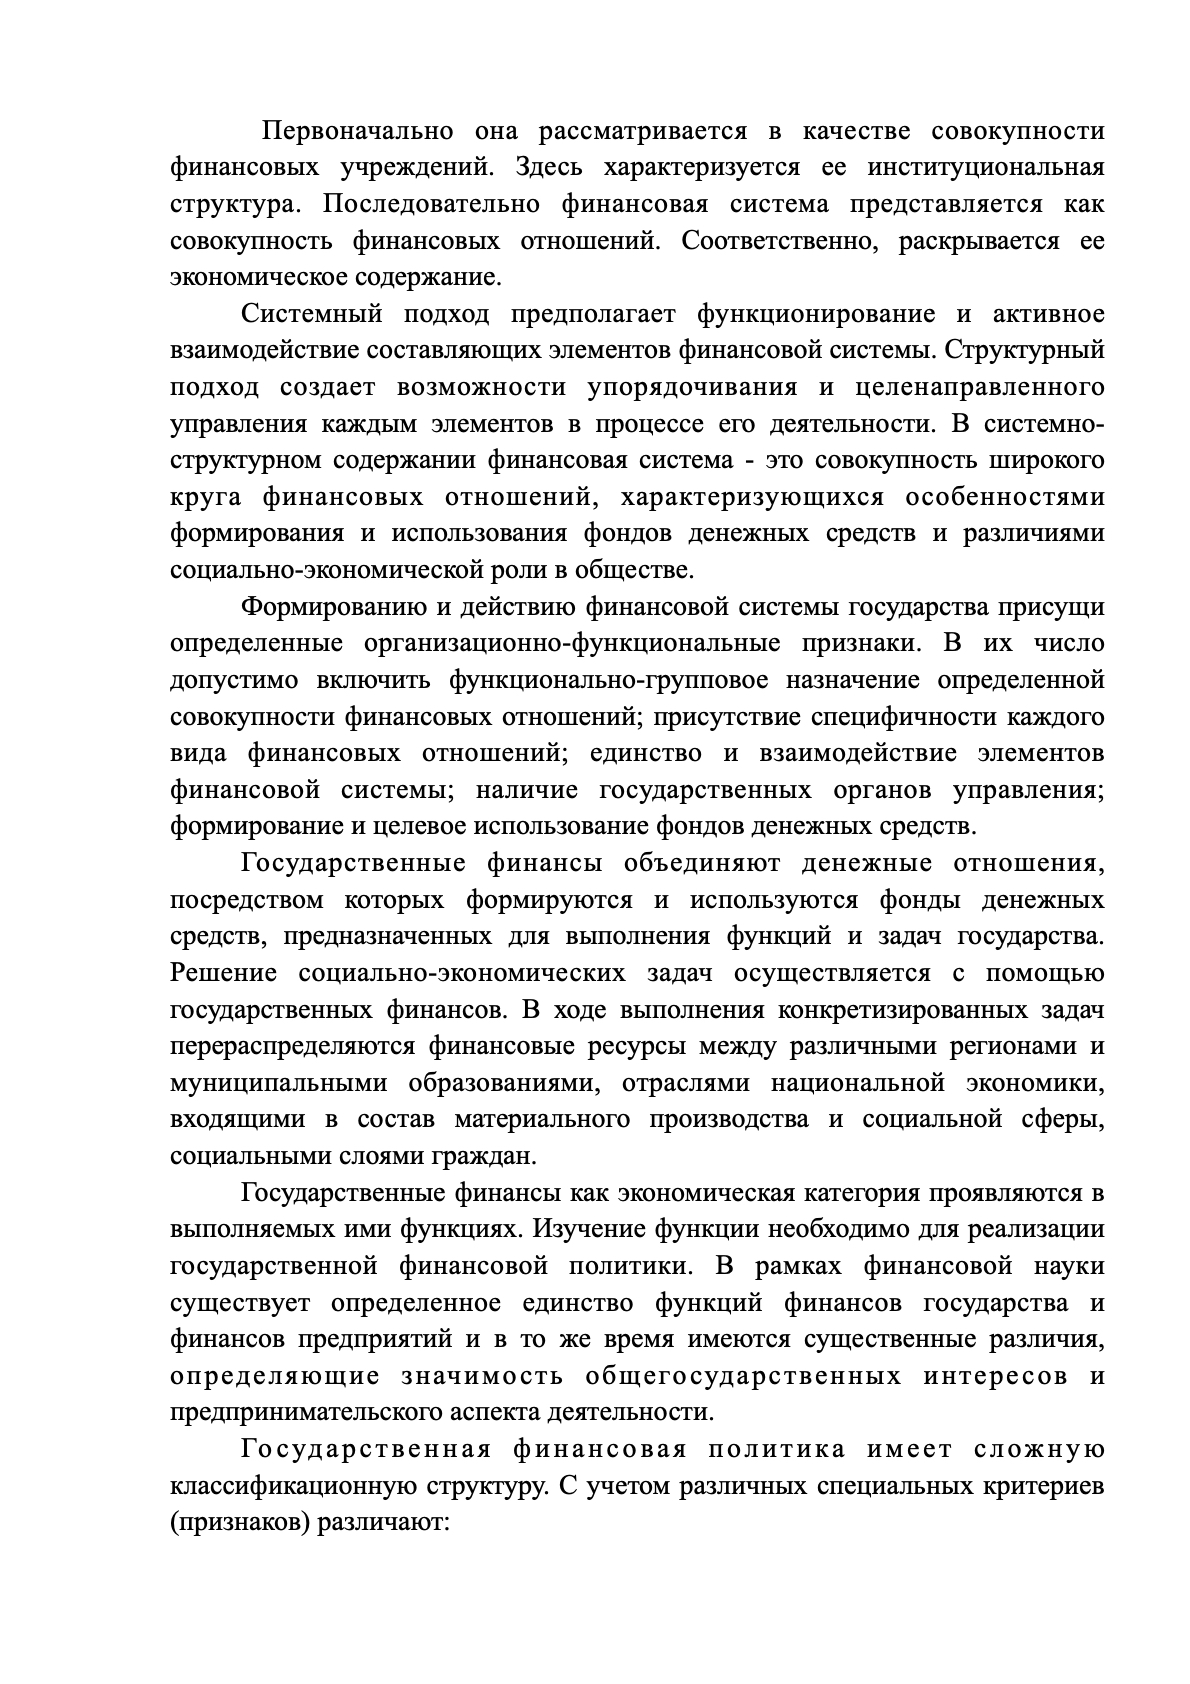 Первоначально она рассматривается в качестве совокупности
финансовых учреждений. Здесь характеризуется ее институциональная
структура. Последовательно финансовая система представляется как
совокупность финансовых отношений. Соответственно, раскрывается ее
экономическое содержание.
Системный подход предполагает функционирование и активное
взаимодействие составляющих элементов финансовой системы. Структурный
подход создает возможности упорядочивания и целенаправленного
управления каждым элементов в процессе его деятельности. В системно-
структурном содержании финансовая система - это совокупность широкого
круга финансовых отношений, характеризующихся особенностями
формирования и использования фондов денежных средств и различиями
социально-экономической роли в обществе.
Формированию и действию финансовой системы государства присущи
определенные организационно-функциональные признаки. В их число
допустимо включить функционально-групповое назначение определенной
совокупности финансовых отношений; присутствие специфичности каждого
вида финансовых отношений; единство и взаимодействие элементов
финансовой системы; наличие государственных органов управления;
формирование и целевое использование фондов денежных средств.
Государственные финансы объединяют денежные отношения,
посредством которых формируются и используются фонды денежных
средств, предназначенных для выполнения функций и задач государства.
Решение социально-экономических задач осуществляется с помощью
государственных финансов. В ходе выполнения конкретизированных задач
перераспределяются финансовые ресурсы между различными регионами и
муниципальными образованиями, отраслями национальной экономики,
входящими в состав материального производства и социальной сферы,
социальными слоями граждан.
Государственные финансы как экономическая категория проявляются в
выполняемых ими функциях. Изучение функции необходимо для реализации
государственной финансовой политики. В рамках финансовой науки
существует определенное единство функций финансов государства и
финансов предприятий и в то же время имеются существенные различия,
определяющие значимость общегосударственных интересов и
предпринимательского аспекта деятельности.
Государственная финансовая политика имеет сложную
классификационную структуру. С учетом различных специальных критериев
(признаков) различают: